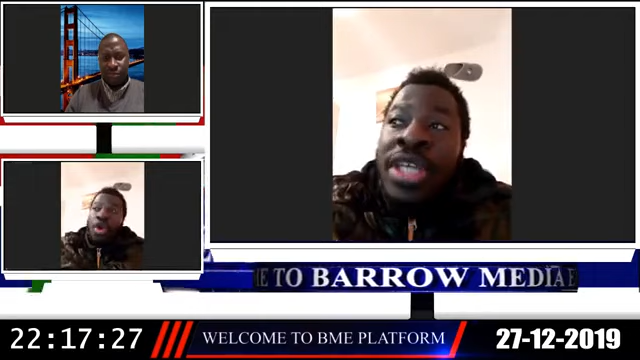 E TO BARROW MEDIA E
22:17:27
WELCOME TO BME PLATFORM
27-12-2019